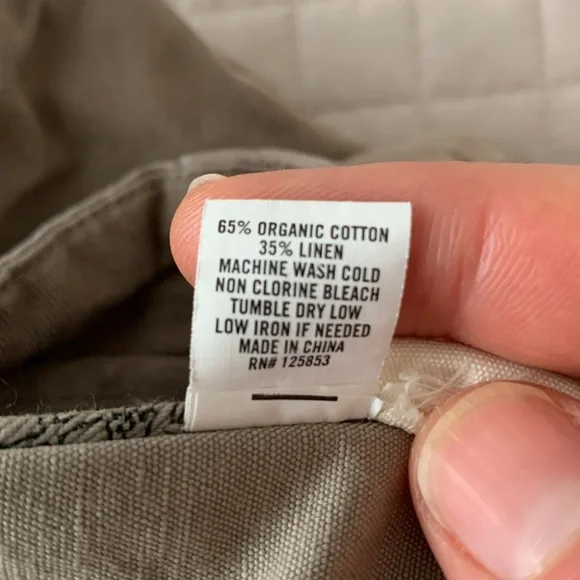 65% ORGANIC COTTON
35% LINEN
MACHINE WASH COLD
NON CLORINE BLEACH
TUMBLE DRY LOW
LOW IRON IF NEEDED
MADE IN CHINA
RN# 125853